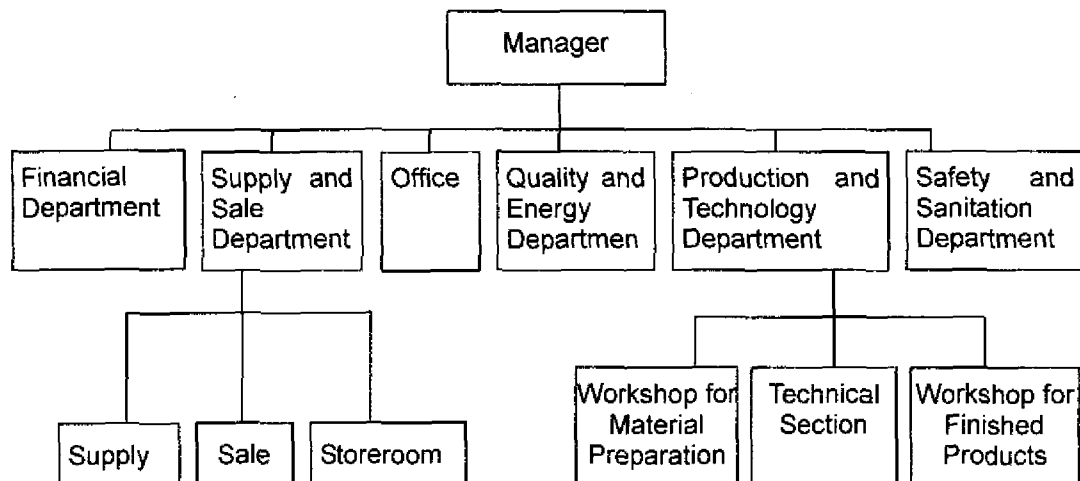 Manager
Financial
Department
Supply and
Sale
Department
Office
Quality and
Energy
Departmen
Production and
Technology
Department
Safety and
Sanitation
Department
Supply
Sale
Storeroom
Workshop for
Material
Preparation
Technical
Section
Workshop for
Finished
Products